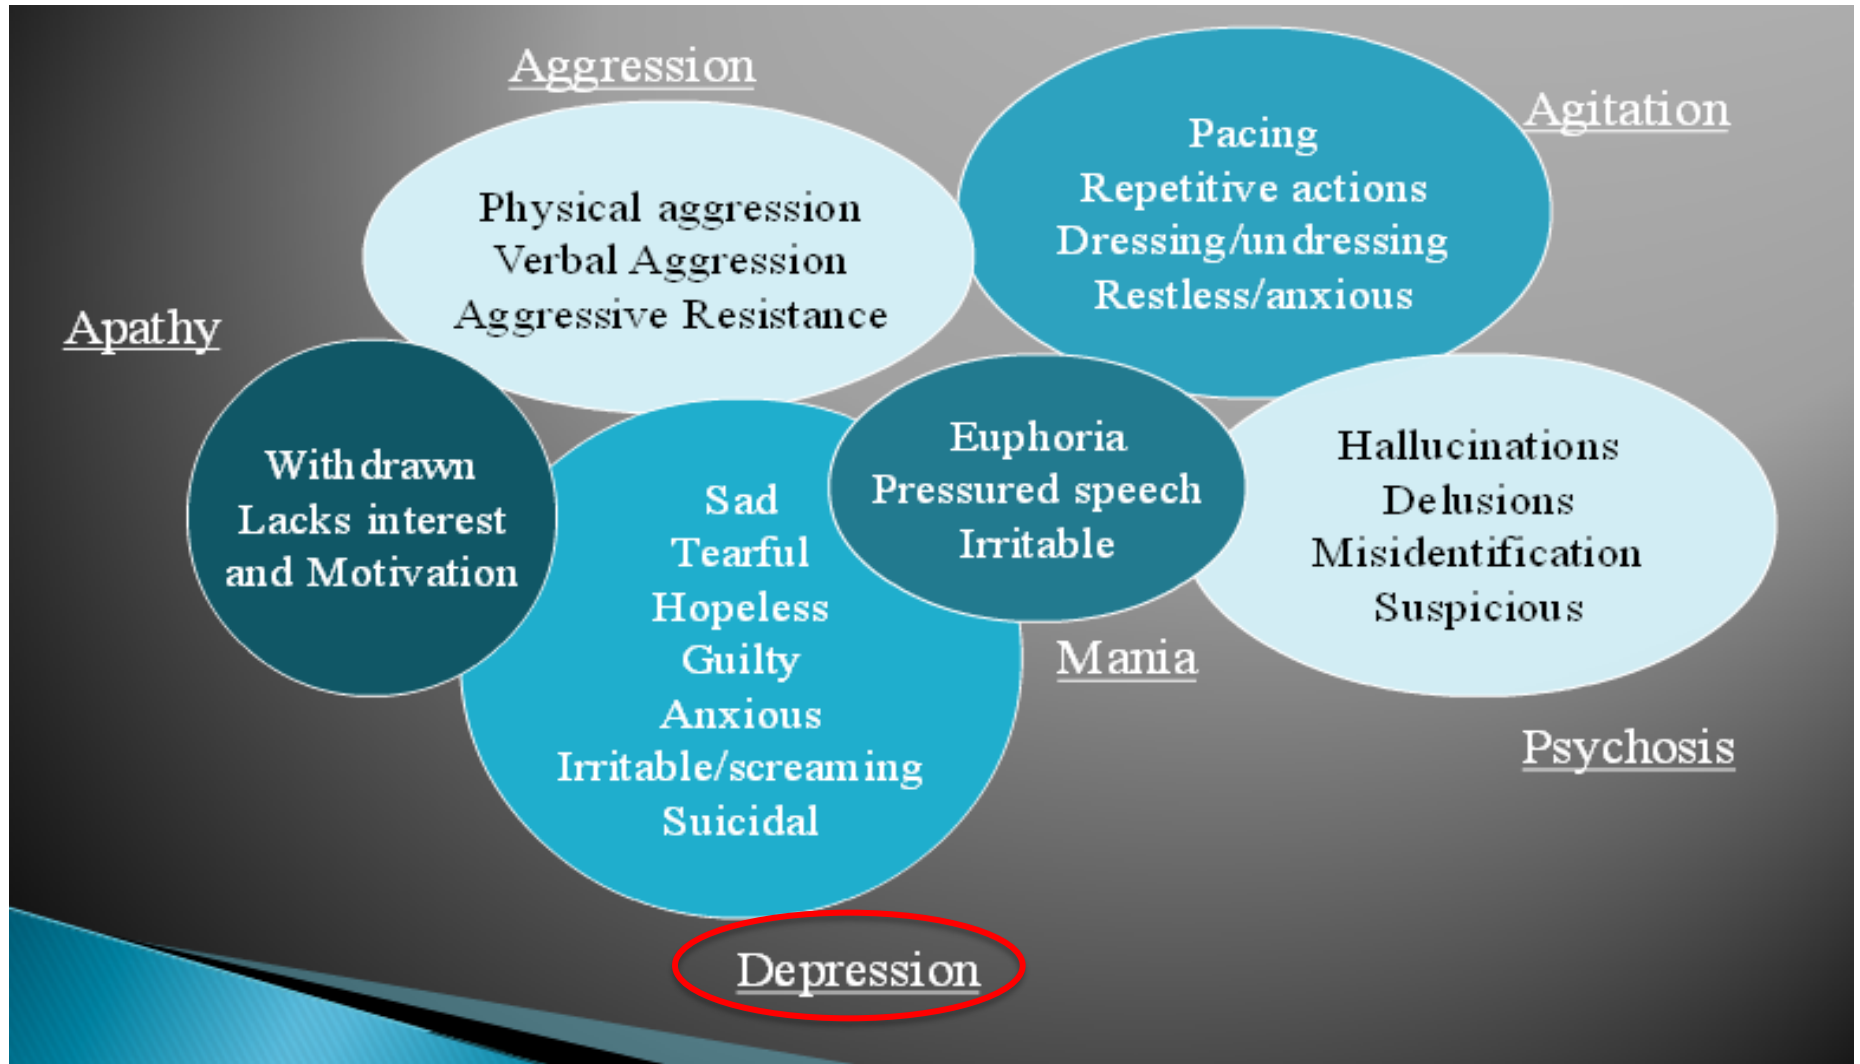 Aggression
Physical aggression
Verbal Aggression
Aggressive Resistance
Agitation
Pacing
Repetitive actions
Dressing/undressing
Restless/anxious
Apathy
Withdrawn
Lacks interest
and Motivation
Sad
Tearful
Hopeless
Guilty
Anxious
Irritable/screaming
Suicidal
Depression
Euphoria
Pressured speech
Irritable
Mania
Hallucinations
Delusions
Misidentification
Suspicious
Psychosis